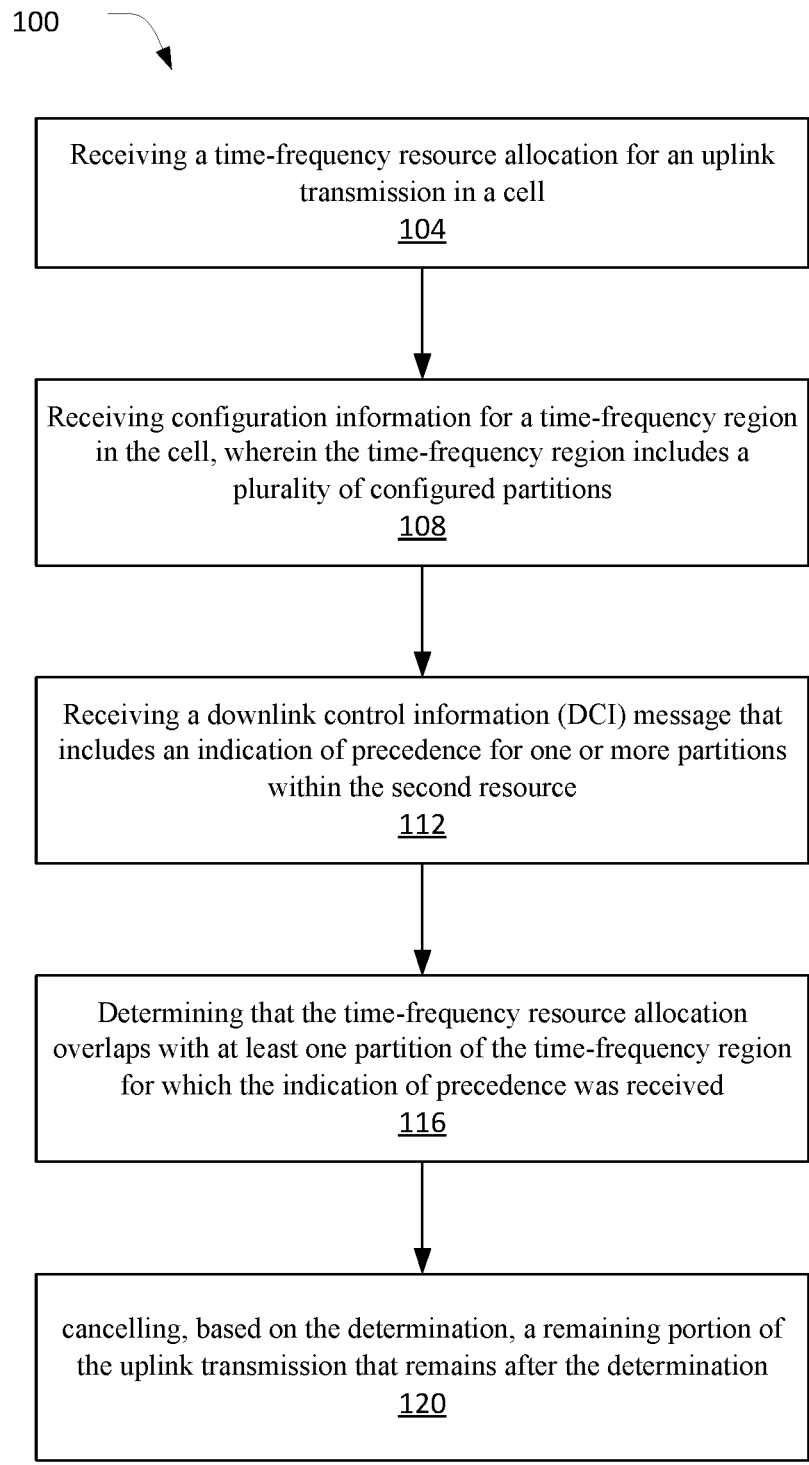 100
Receiving a time-frequency resource allocation for an uplink
transmission in a cell
104
Receiving configuration information for a time-frequency region
in the cell, wherein the time-frequency region includes a
plurality of configured partitions
108
Receiving a downlink control information (DCI) message that
includes an indication of precedence for one or more partitions
within the second resource
112
Determining that the time-frequency resource allocation
overlaps with at least one partition of the time-frequency region
for which the indication of precedence was received
116
cancelling, based on the determination, a remaining portion of
the uplink transmission that remains after the determination
120